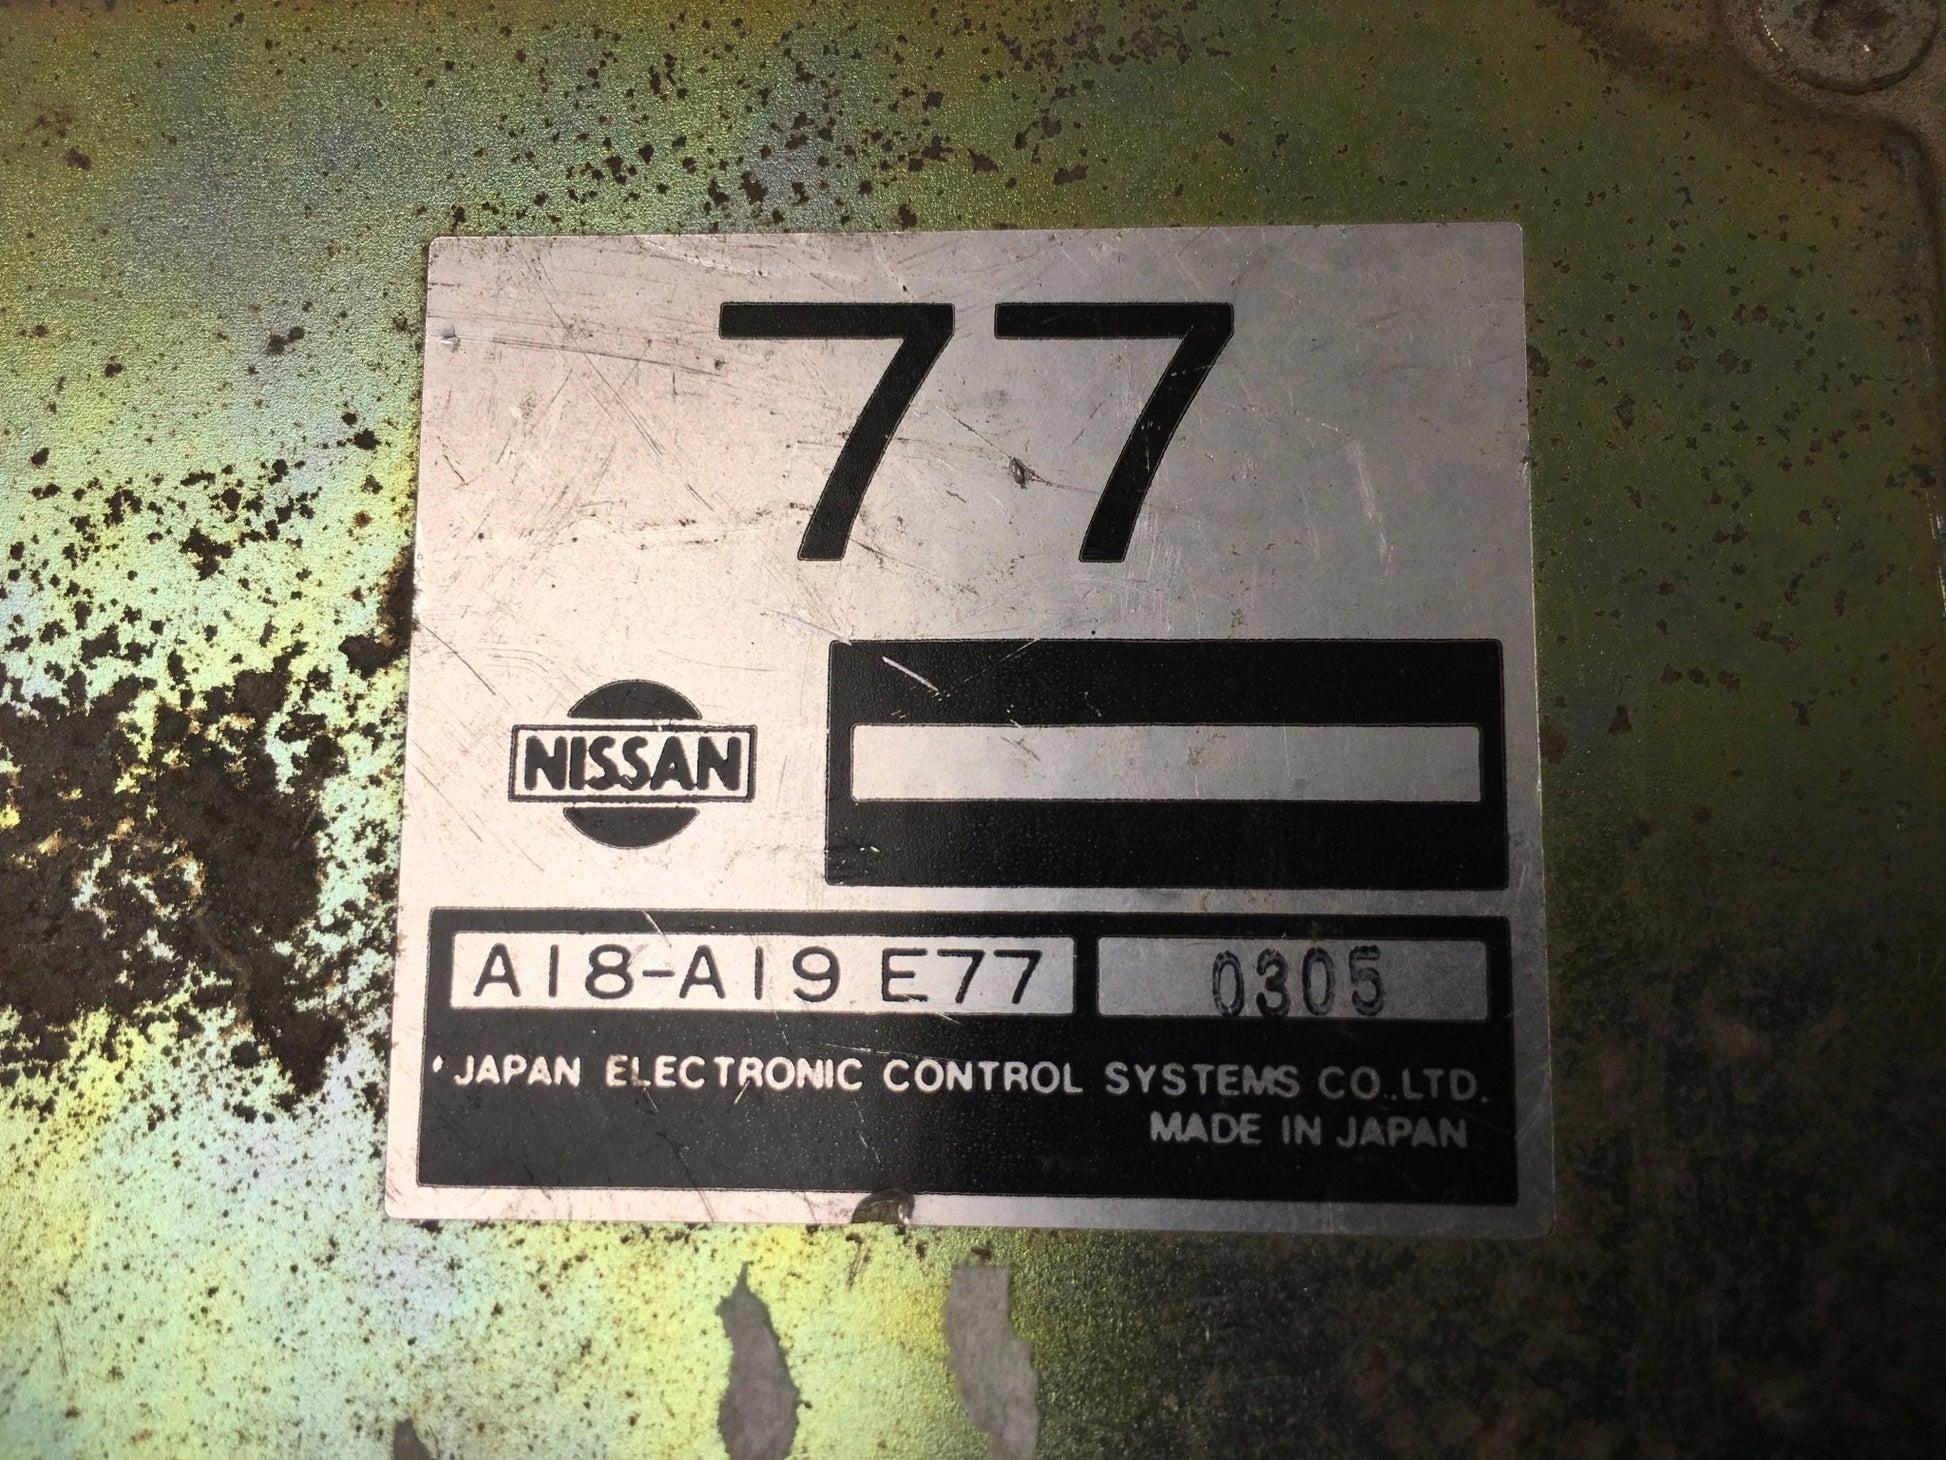 77
NISSAN
A18-A19 E77 0305
JAPAN ELECTRONIC CONTROL SYSTEMS CO.,LTD.
MADE IN JAPAN